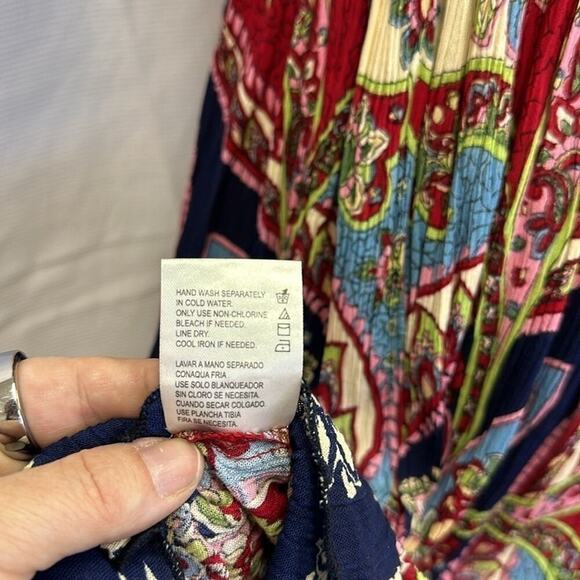 HAND WASH SEPARATELY
IN COLD WATER.
ONLY USE NON-CHLORINE
BLEACH IF NEEDED.
LINE DRY.
COOL IRON IF NEEDED.
LAVAR A MANO SEPARADO
CONAQUA FRIA.
USE SOLO BLANQUEADOR
SIN CLORO SE NECESITA.
CUANDO SECAR COLGADO.
USE PLANCHA TIBIA
FIRA SE NECESITA.